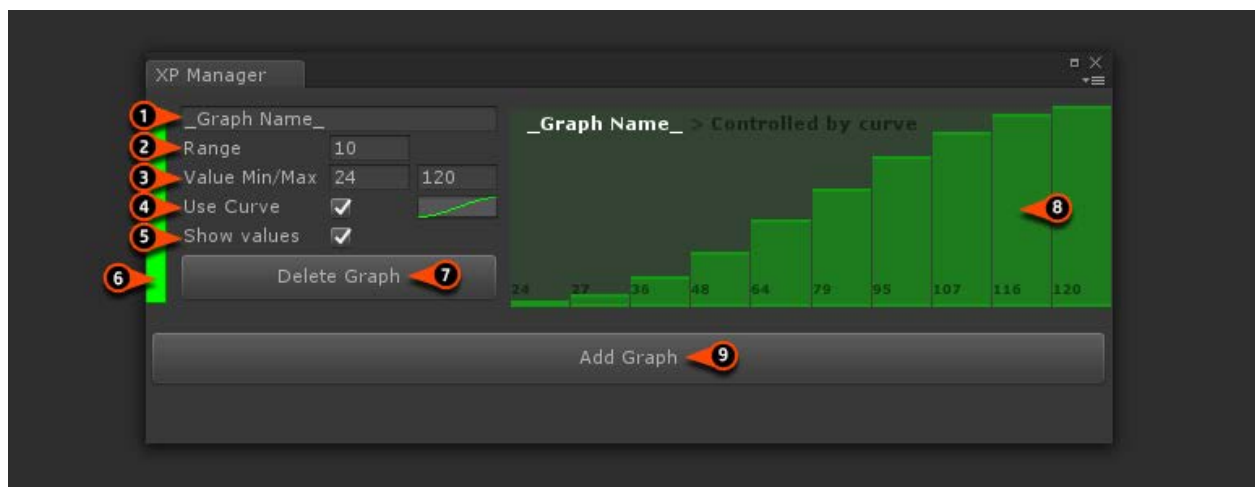 XP Manager
1 _Graph Name_
2 Range 10
3 Value Min/Max 24 120
4 Use Curve
5 Show values
6
Delete Graph 7
_Graph Name_ > Controlled by curve
8
24 27 36 48 64 79 95 107 116 120
Add Graph 9